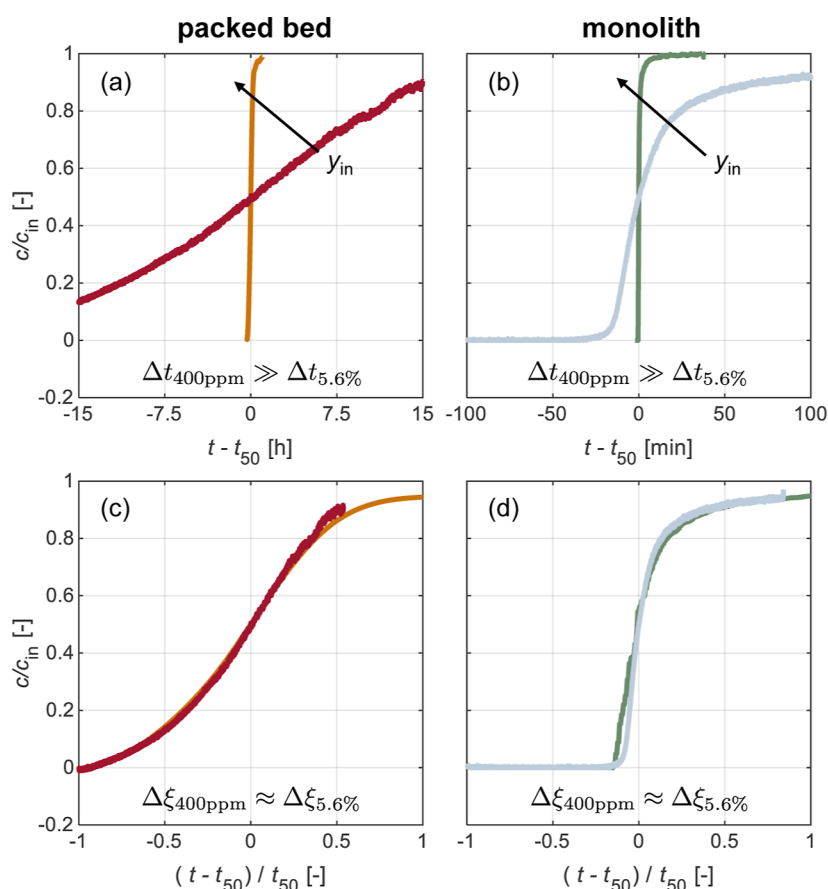 packed bed
monolith
(a)
y_in
Δt_400ppm ≫ Δt_5.6%
c/c_in [-]
1
0.8
0.6
0.4
0.2
0
-0.2
-15
-7.5
0
7.5
15
t - t_50 [h]
(b)
y_in
Δt_400ppm ≫ Δt_5.6%
-100
-50
0
50
100
t - t_50 [min]
(c)
Δξ_400ppm ≈ Δξ_5.6%
c/c_in [-]
1
0.8
0.6
0.4
0.2
0
-0.2
-1
-0.5
0
0.5
1
( t - t_50) / t_50 [-]
(d)
Δξ_400ppm ≈ Δξ_5.6%
-1
-0.5
0
0.5
1
( t - t_50) / t_50 [-]